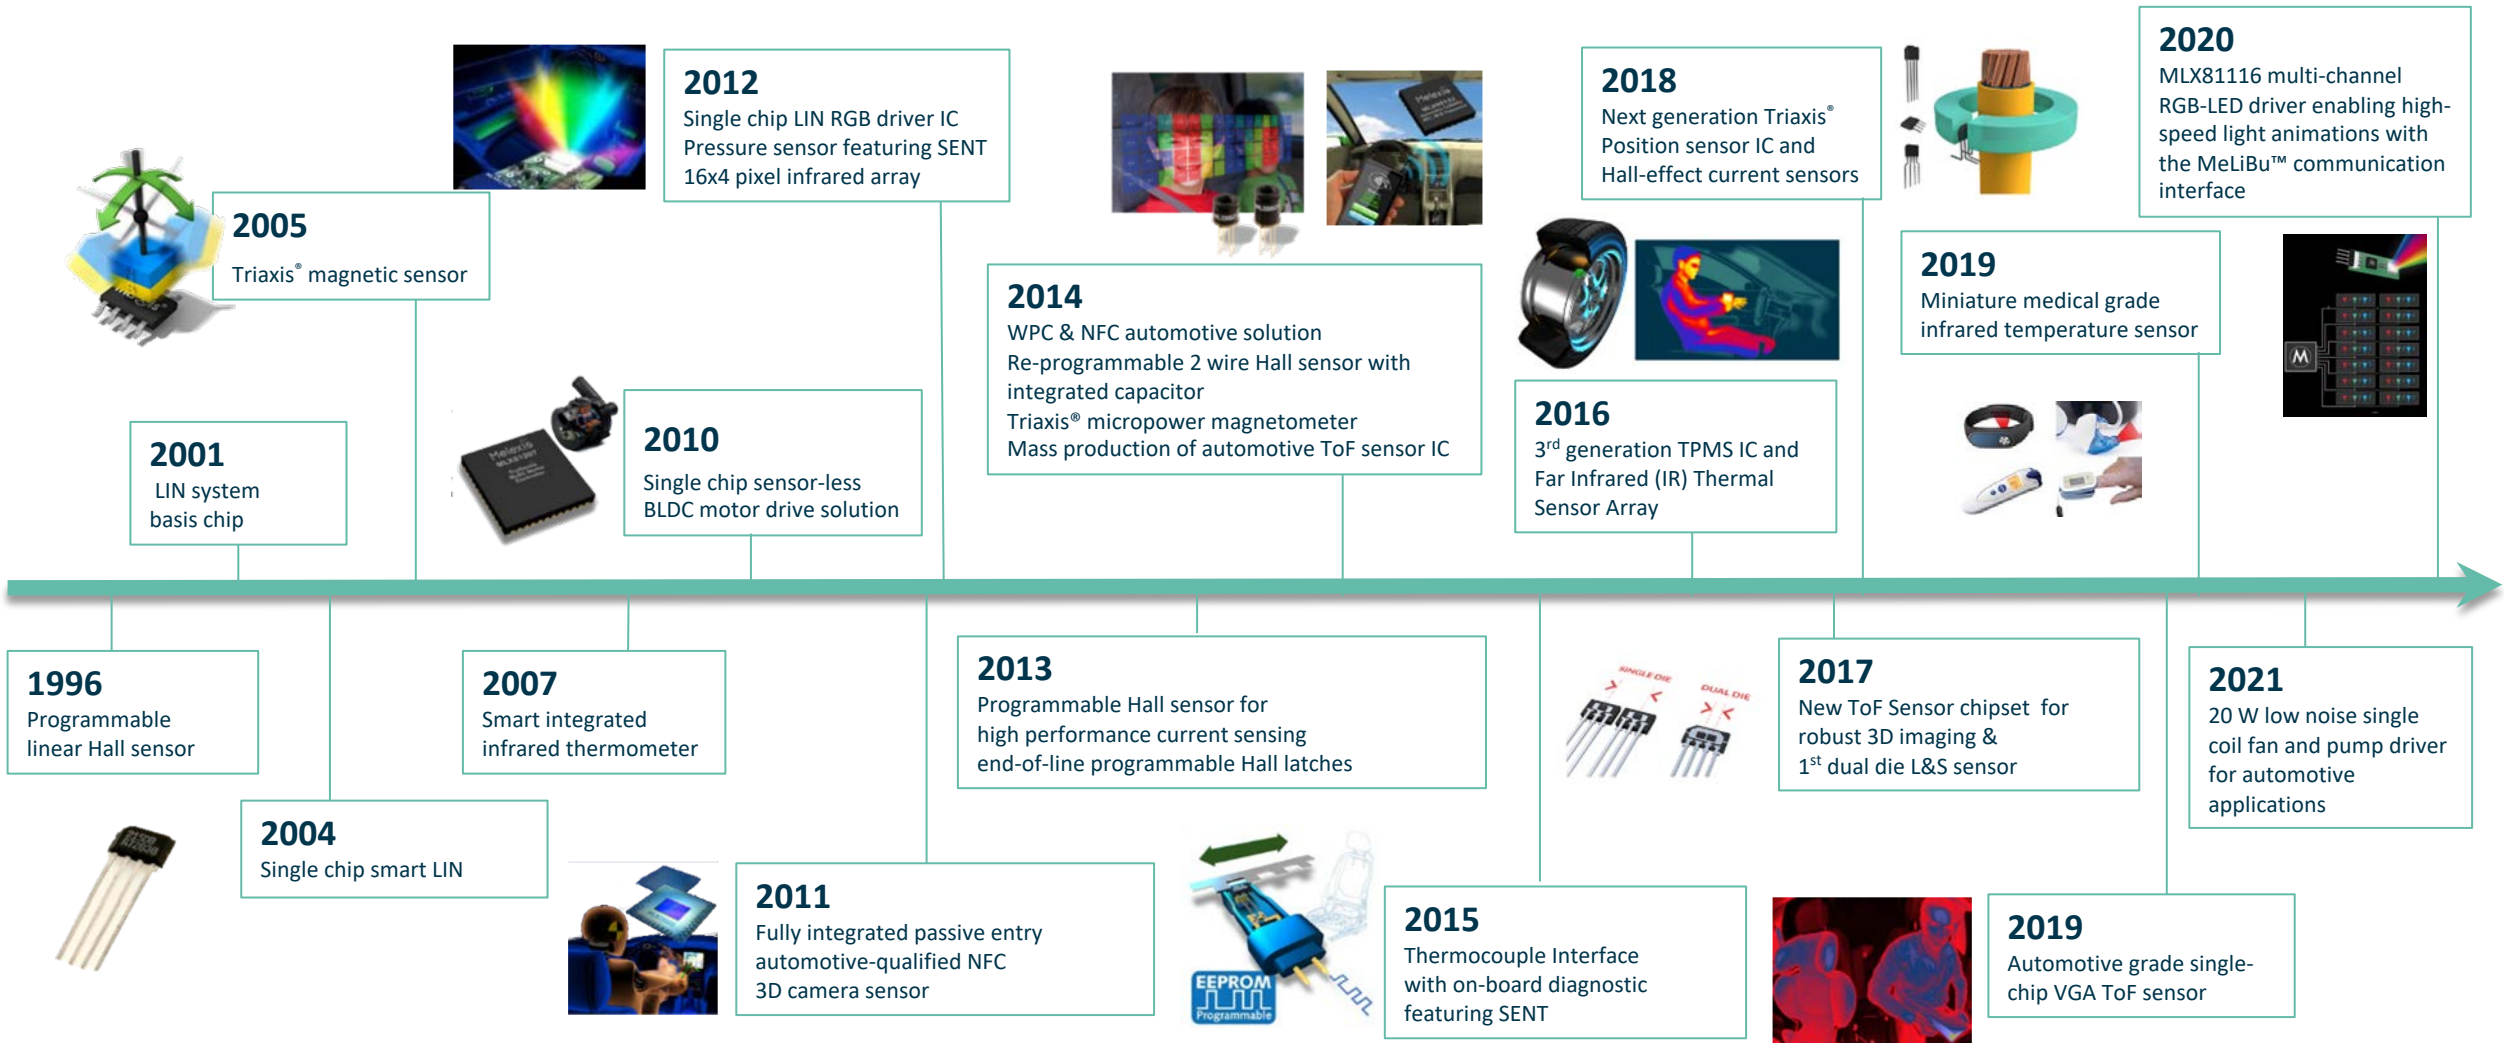 2020
MLX81116 multi-channel
RGB-LED driver enabling high-
speed light animations with
the MeLiBu™ communication
interface
2012
Single chip LIN RGB driver IC
Pressure sensor featuring SENT
16x4 pixel infrared array
2018
Next generation Triaxis®
Position sensor IC and
Hall-effect current sensors
2005
Triaxis® magnetic sensor
2019
Miniature medical grade
infrared temperature sensor
2014
WPC & NFC automotive solution
Re-programmable 2 wire Hall sensor with
integrated capacitor
Triaxis® micropower magnetometer
Mass production of automotive ToF sensor IC
2016
3rd generation TPMS IC and
Far Infrared (IR) Thermal
Sensor Array
2001
LIN system
basis chip
2010
Single chip sensor-less
BLDC motor drive solution
Melexis
Melexis
M
1996
Programmable
linear Hall sensor
2007
Smart integrated
infrared thermometer
2013
Programmable Hall sensor for
high performance current sensing
end-of-line programmable Hall latches
SINGLE DIE
DUAL DIE
2017
New ToF Sensor chipset for
robust 3D imaging &
1st dual die L&S sensor
2021
20 W low noise single
coil fan and pump driver
for automotive
applications
2004
Single chip smart LIN
2011
Fully integrated passive entry
automotive-qualified NFC
3D camera sensor
EEPROM
Programmable
2015
Thermocouple Interface
with on-board diagnostic
featuring SENT
2019
Automotive grade single-
chip VGA ToF sensor